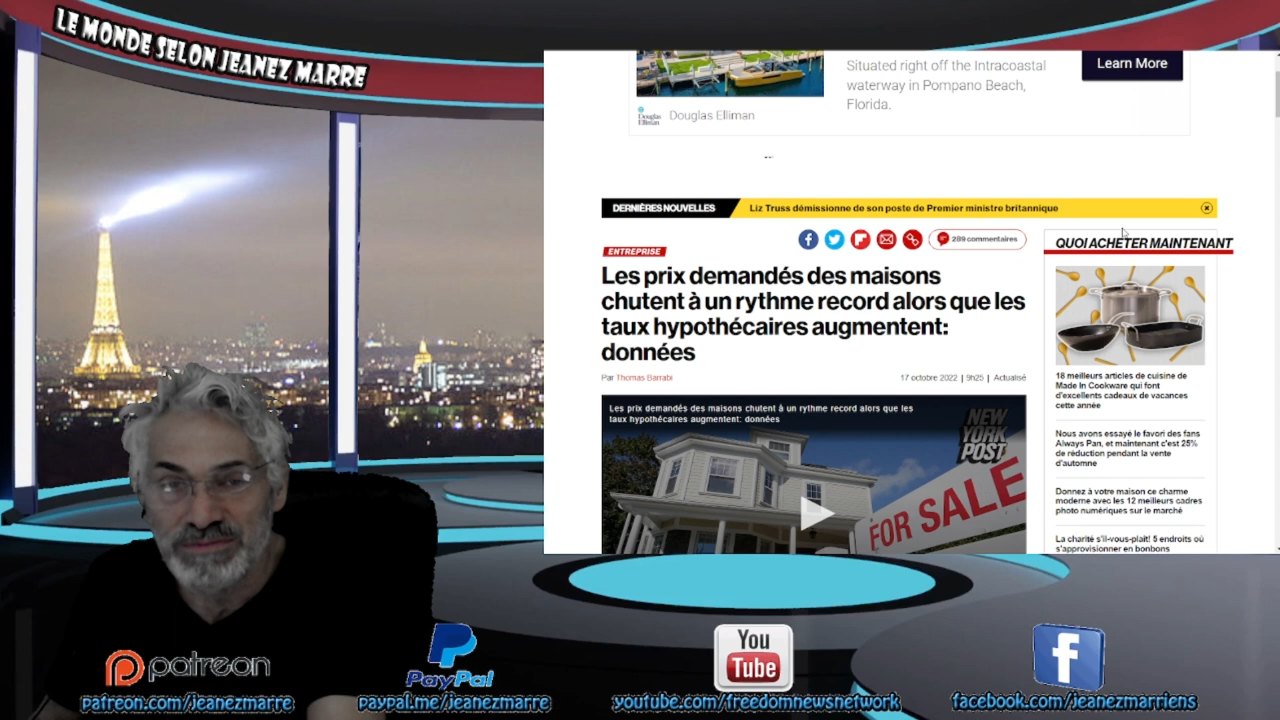 LE MONDE SELON JEANEZ MARRE
Situated right off the Intracoastal
waterway in Pompano Beach,
Florida.
Learn More
Douglas
Elliman
Douglas Elliman
DERNIÈRES NOUVELLES
Liz Truss démissionne de son poste de Premier ministre britannique
289 commentaires
ENTREPRISE
Les prix demandés des maisons
chutent à un rythme record alors que les
taux hypothécaires augmentent:
données
Par Thomas Barrabi
17 octobre 2022 | 9h25 | Actualisé
Les prix demandés des maisons chutent à un rythme record alors que les
taux hypothécaires augmentent: données
NEW
YORK
POST
FOR SALE
QUOI ACHETER MAINTENANT
18 meilleurs articles de cuisine de
Made In Cookware qui font
d'excellents cadeaux de vacances
cette année
Nous avons essayé le favori des fans
Always Pan, et maintenant c'est 25%
de réduction pendant la vente
d'automne
Donnez à votre maison ce charme
moderne avec les 12 meilleurs cadres
photo numériques sur le marché
La charité s'il-vous-plaît! 5 endroits où
s'approvisionner en bonbons
patreon
patreon.com/jeanezmarre
PayPal
paypal.me/jeanezmarre
You
Tube
youtube.com/freedomnewsnetwork
f
facebook.com/jeanezmarriens